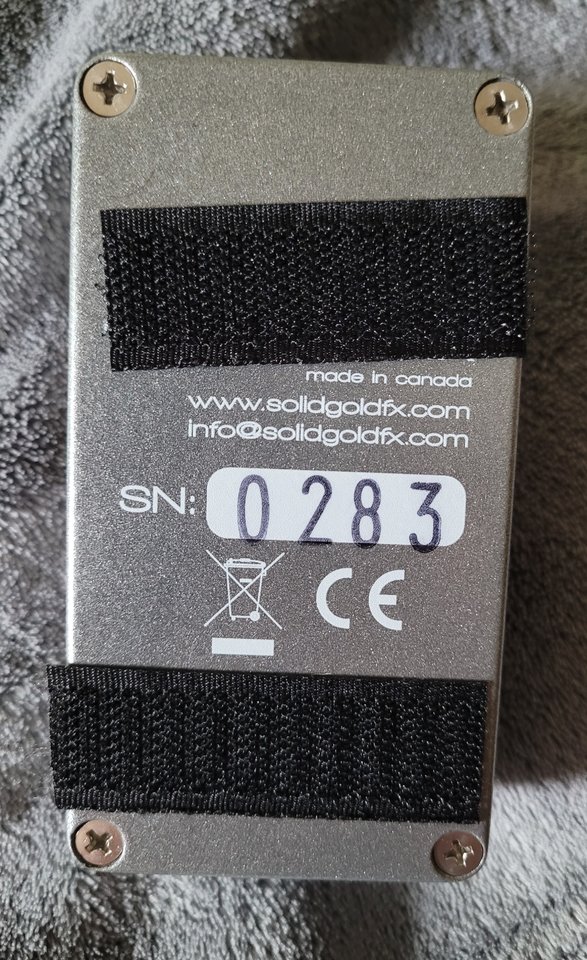 made in canada
www.solidgoldfx.com
info@solidgoldfx.com
SN: 0283
CE